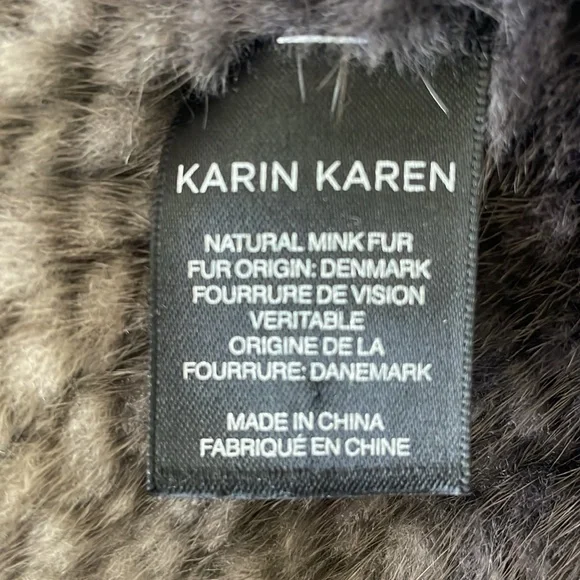 KARIN KAREN
NATURAL MINK FUR
FUR ORIGIN: DENMARK
FOURRURE DE VISION
VERITABLE
ORIGINE DE LA
FOURRURE: DANEMARK
MADE IN CHINA
FABRIQUÉ EN CHINE